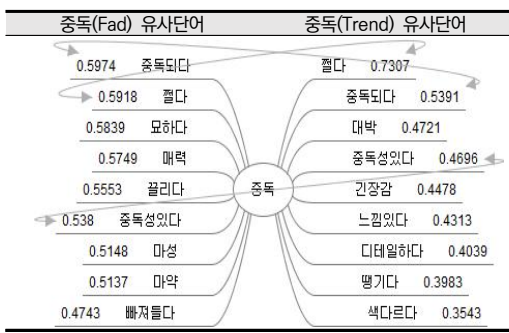 중독(Fad) 유사단어 중독(Trend) 유사단어
0.5974 중독되다 쩔다 0.7307
0.5918 쩔다 중독되다 0.5391
0.5839 묘하다 대박 0.4721
0.5749 매력 중독성있다 0.4696
0.5553 끌리다 중독 긴장감 0.4478
0.538 중독성있다 느낌있다 0.4313
0.5148 마성 디테일하다 0.4039
0.5137 마약 땡기다 0.3983
0.4743 빠져들다 색다르다 0.3543